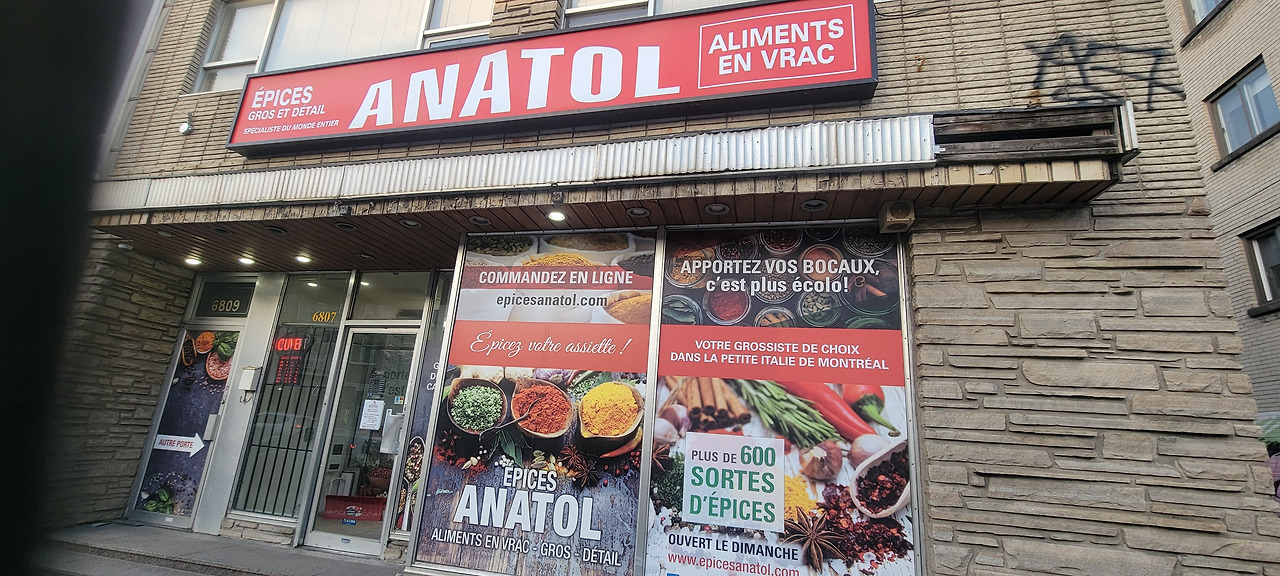 ÉPICES
GROS ET DÉTAIL
SPÉCIALISTE DU MONDE ENTIER
ANATOL
ALIMENTS
EN VRAC
6809
6807
OUVERT
AUTRE PORTE
COMMANDEZ EN LIGNE
epicesanatol.com
Épicez votre assiette !
ÉPICES
ANATOL
ALIMENTS EN VRAC - GROS - DÉTAIL
APPORTEZ VOS BOCAUX,
c'est plus écolo!
VOTRE GROSSISTE DE CHOIX
DANS LA PETITE ITALIE DE MONTRÉAL
PLUS DE 600
SORTES
D'ÉPICES
OUVERT LE DIMANCHE
www.epicesanatol.com